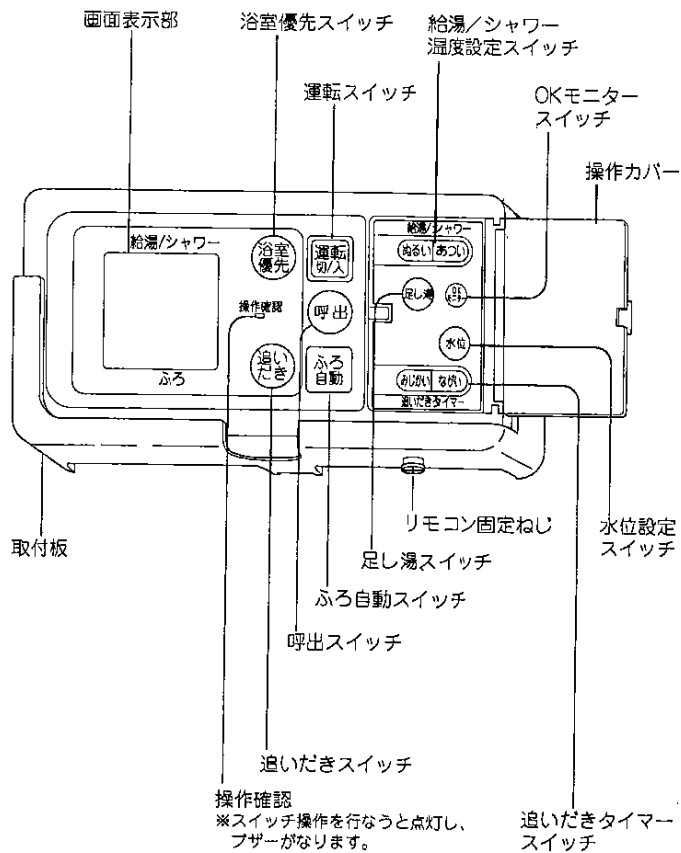 画面表示部
浴室優先スイッチ
給湯/シャワー
温度設定スイッチ
運転スイッチ
OKモニター
スイッチ
操作カバー
給湯/シャワー
浴室
優先
運転
切/入
給湯/シャワー
ぬるい あつい
足し湯
OK
モニター
操作確認
呼出
水位
追い
だき
ふろ
自動
みじかい ながい
追いだきタイマー
ふろ
取付板
リモコン固定ねじ
水位設定
スイッチ
足し湯スイッチ
ふろ自動スイッチ
呼出スイッチ
追いだきスイッチ
操作確認
※スイッチ操作を行なうと点灯し、
ブザーがなります。
追いだきタイマー
スイッチ